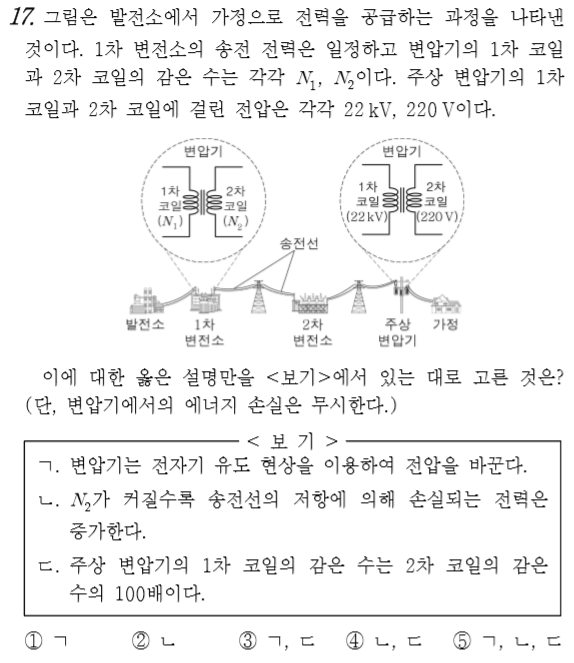 17. 그림은 발전소에서 가정으로 전력을 공급하는 과정을 나타낸
것이다. 1차 변전소의 송전 전력은 일정하고 변압기의 1차 코일
과 2차 코일의 감은 수는 각각 N₁, N₂이다. 주상 변압기의 1차
코일과 2차 코일에 걸린 전압은 각각 22 kV, 220 V이다.
변압기
1차
코일
(N₁)
2차
코일
(N₂)
변압기
1차
코일
(22 kV)
2차
코일
(220 V)
송전선
발전소
1차
변전소
2차
변전소
주상
변압기
가정
이에 대한 옳은 설명만을 <보기>에서 있는 대로 고른 것은?
(단, 변압기에서의 에너지 손실은 무시한다.)
< 보 기 >
ㄱ. 변압기는 전자기 유도 현상을 이용하여 전압을 바꾼다.
ㄴ. N₂가 커질수록 송전선의 저항에 의해 손실되는 전력은
증가한다.
ㄷ. 주상 변압기의 1차 코일의 감은 수는 2차 코일의 감은
수의 100배이다.
① ㄱ ② ㄴ ③ ㄱ, ㄷ ④ ㄴ, ㄷ ⑤ ㄱ, ㄴ, ㄷ